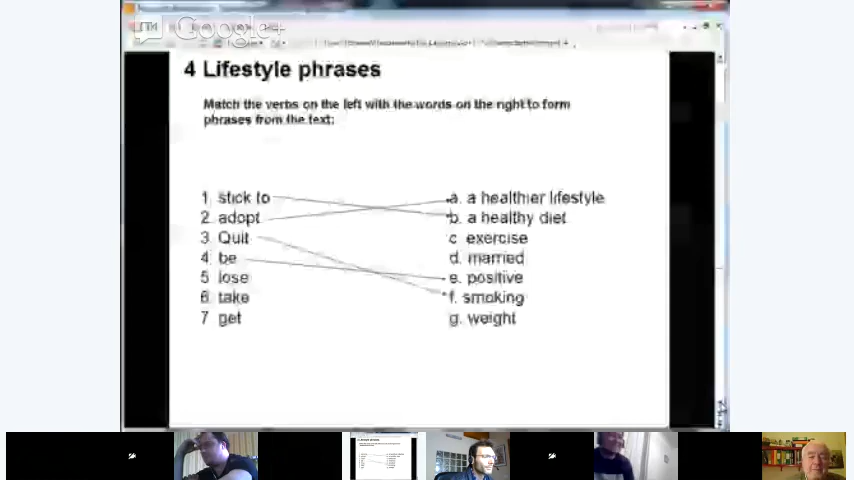 Google+
4 Lifestyle phrases
Match the verbs on the left with the words on the right to form
phrases from the text:
1 stick to
2 adopt
3 Quit
4 be
5 lose
6 take
7 get
a. a healthier lifestyle
b. a healthy diet
c exercise
d. married
e. positive
f. smoking
g. weight